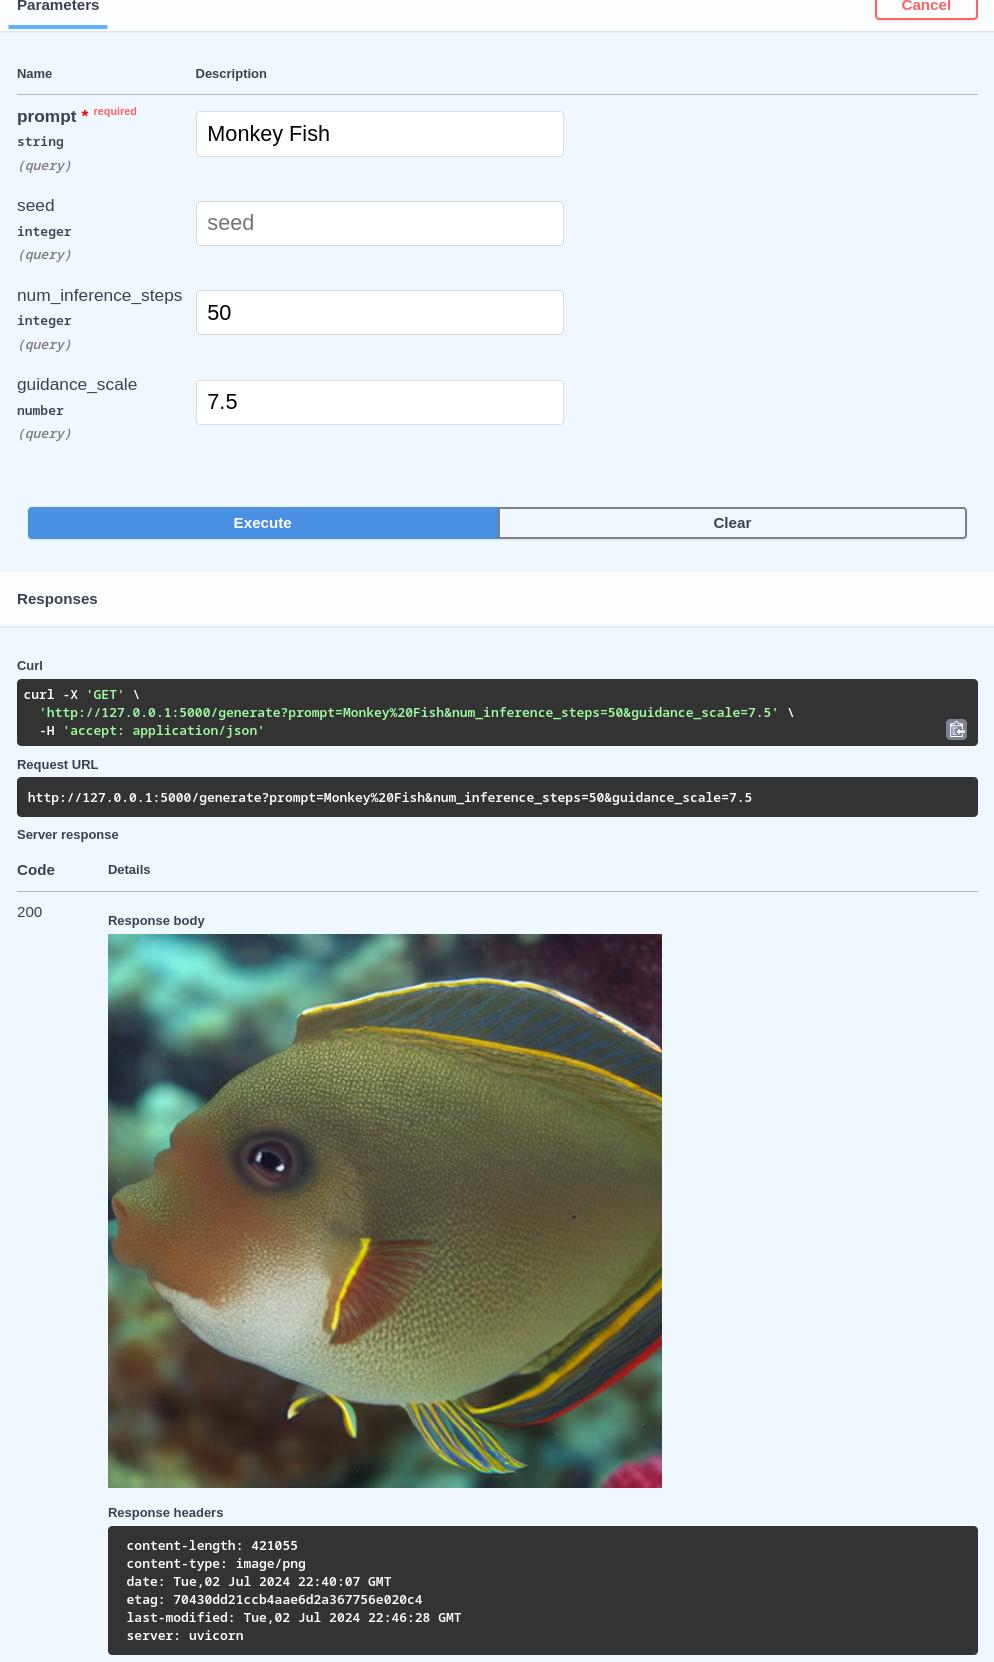 Parameters
Cancel
Name Description
prompt * required
string
(query)
Monkey Fish
seed
integer
(query)
seed
num_inference_steps
integer
(query)
50
guidance_scale
number
(query)
7.5
Execute Clear
Responses
Curl
curl -X 'GET' \
'http://127.0.0.1:5000/generate?prompt=Monkey%20Fish&num_inference_steps=50&guidance_scale=7.5' \
-H 'accept: application/json'
Request URL
http://127.0.0.1:5000/generate?prompt=Monkey%20Fish&num_inference_steps=50&guidance_scale=7.5
Server response
Code Details
200
Response body
Response headers
content-length: 421055
content-type: image/png
date: Tue,02 Jul 2024 22:40:07 GMT
etag: 70430dd21ccb4aae6d2a367756e020c4
last-modified: Tue,02 Jul 2024 22:46:28 GMT
server: uvicorn